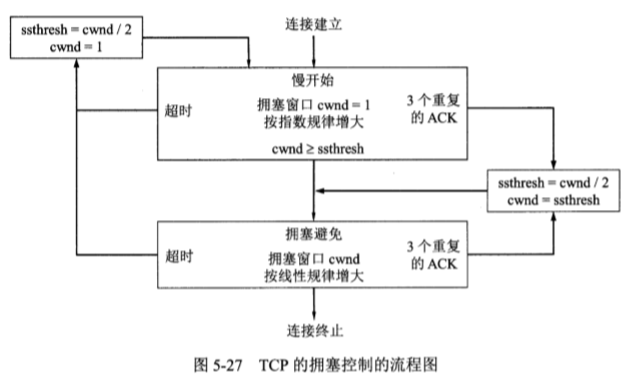 ssthresh = cwnd / 2
cwnd = 1
连接建立
慢开始
超时
拥塞窗口 cwnd = 1
按指数规律增大
3 个重复
的 ACK
cwnd ≥ ssthresh
ssthresh = cwnd / 2
cwnd = ssthresh
拥塞避免
超时
拥塞窗口 cwnd
按线性规律增大
3 个重复
的 ACK
连接终止
图 5-27 TCP 的拥塞控制的流程图